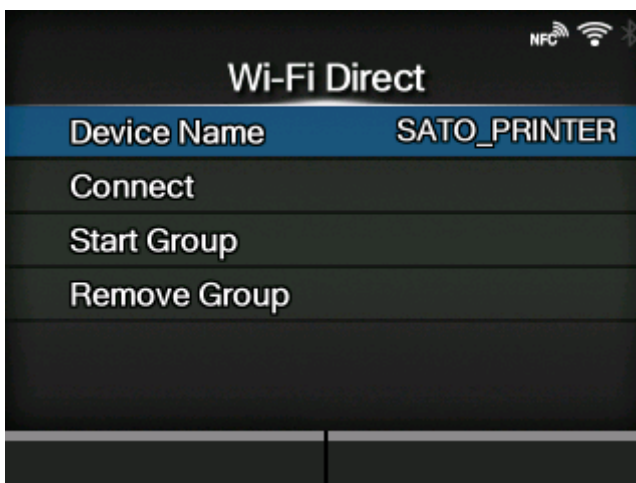 NFC
Wi-Fi Direct
Device Name SATO_PRINTER
Connect
Start Group
Remove Group